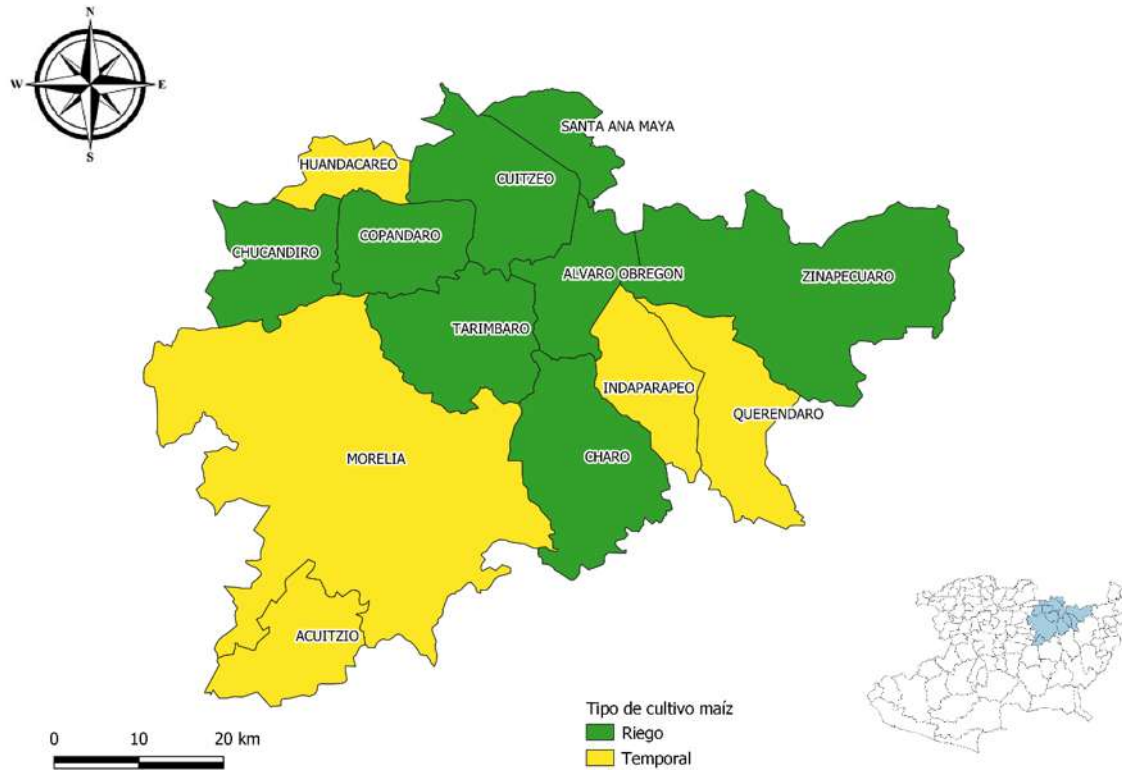 N
W
E
S
SANTA ANA MAYA
HUANDACAREO
CUITZEO
COPANDARO
CHUCANDIRO
ALVARO OBREGON
ZINAPECUARO
TARIMBARO
INDAPARAPEO
QUERENDARO
MORELIA
CHARO
ACUITZIO
Tipo de cultivo maíz
Riego
Temporal
0 10 20 km